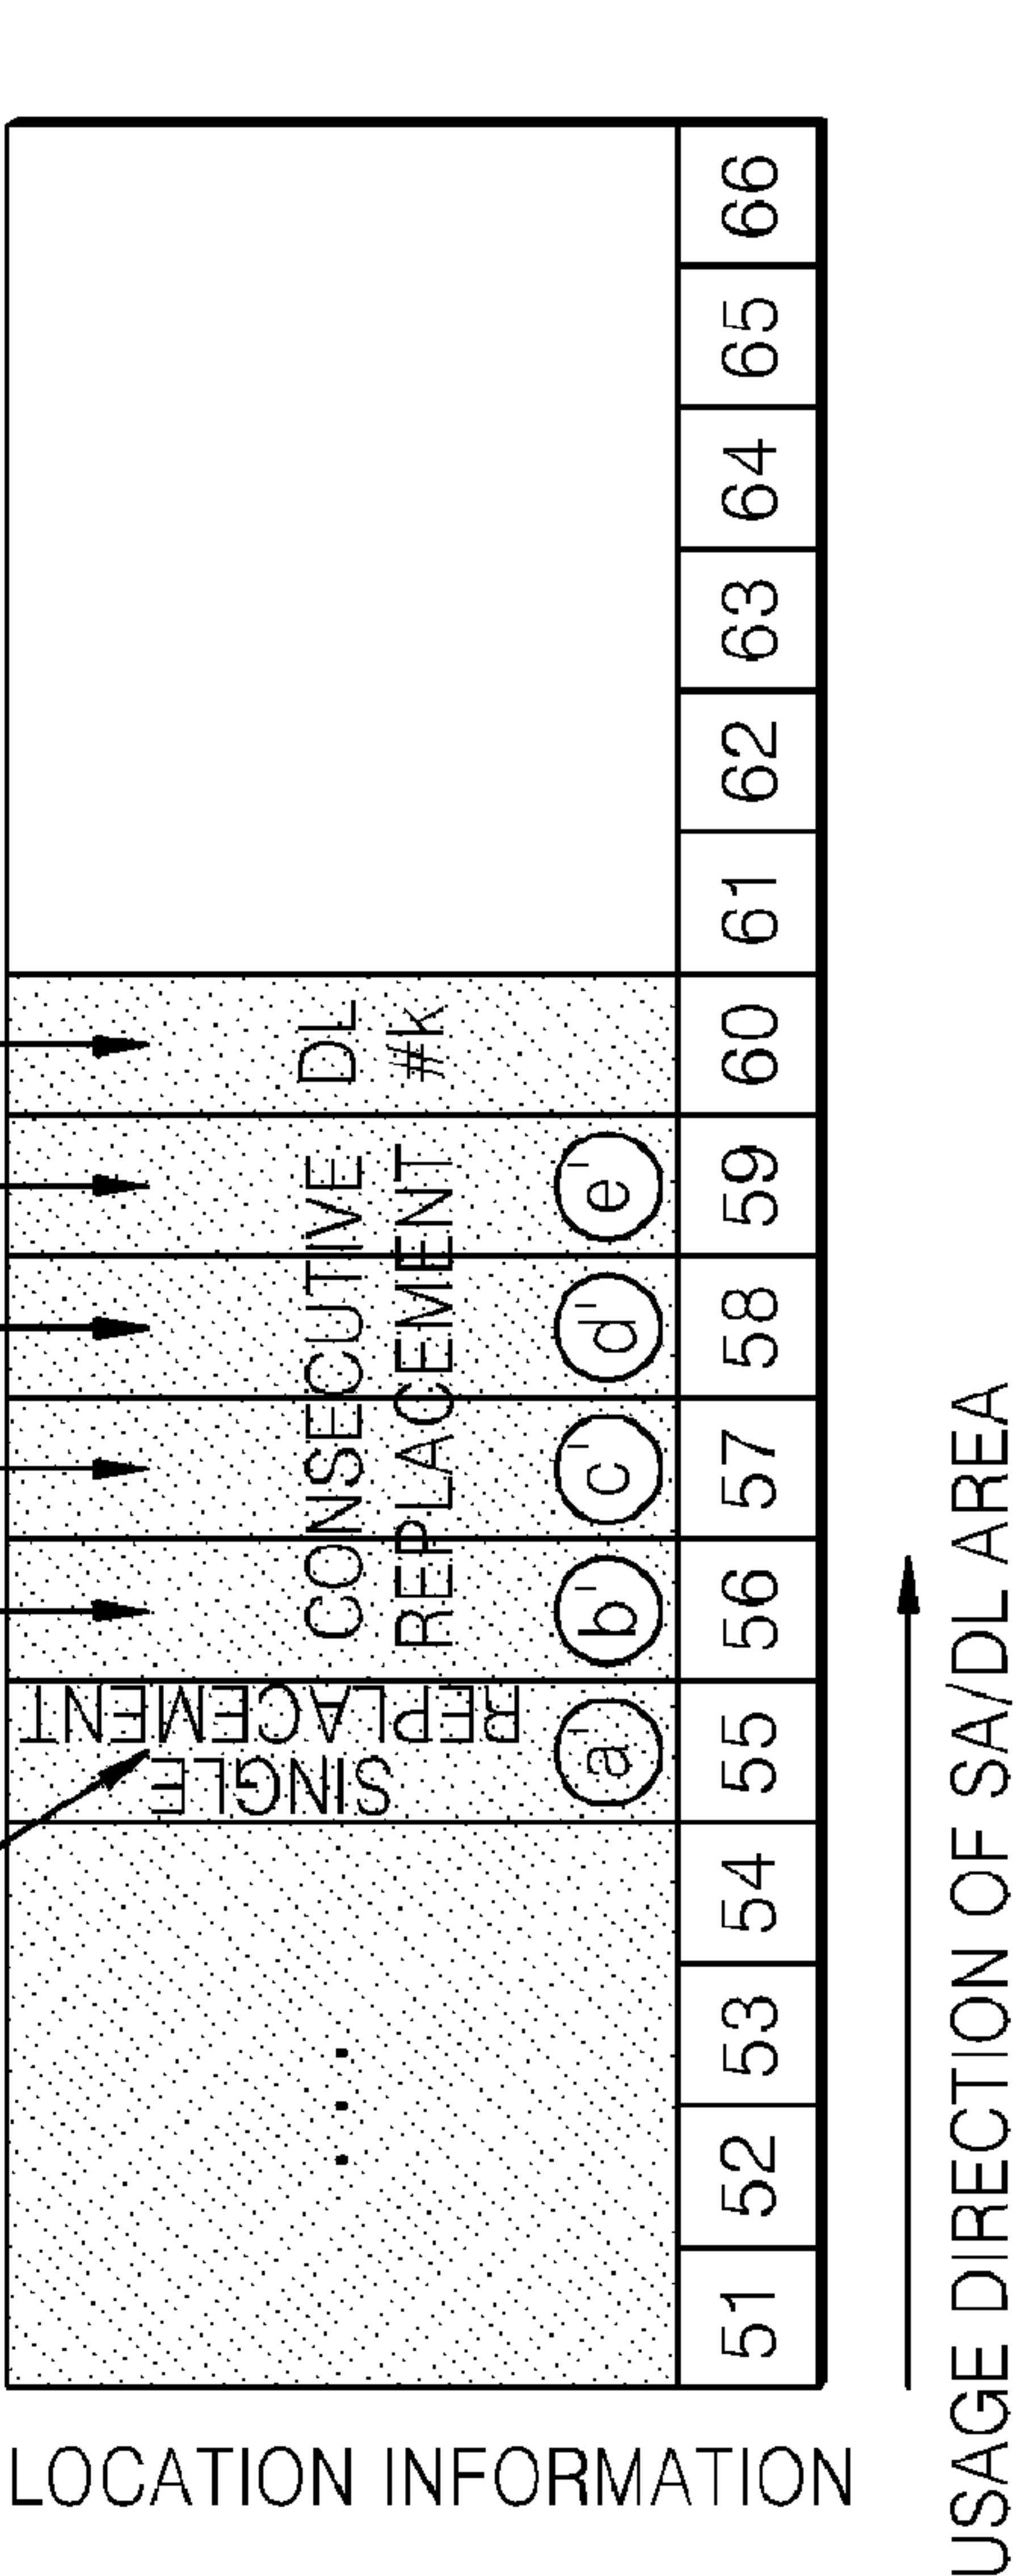 SINGLE
REPLACEMENT
CONSECUTIVE
REPLACEMENT
DL
#k
a'
b'
c'
d'
e'
51 52 53 54 55 56 57 58 59 60 61 62 63 64 65 66
LOCATION INFORMATION
USAGE DIRECTION OF SA/DL AREA